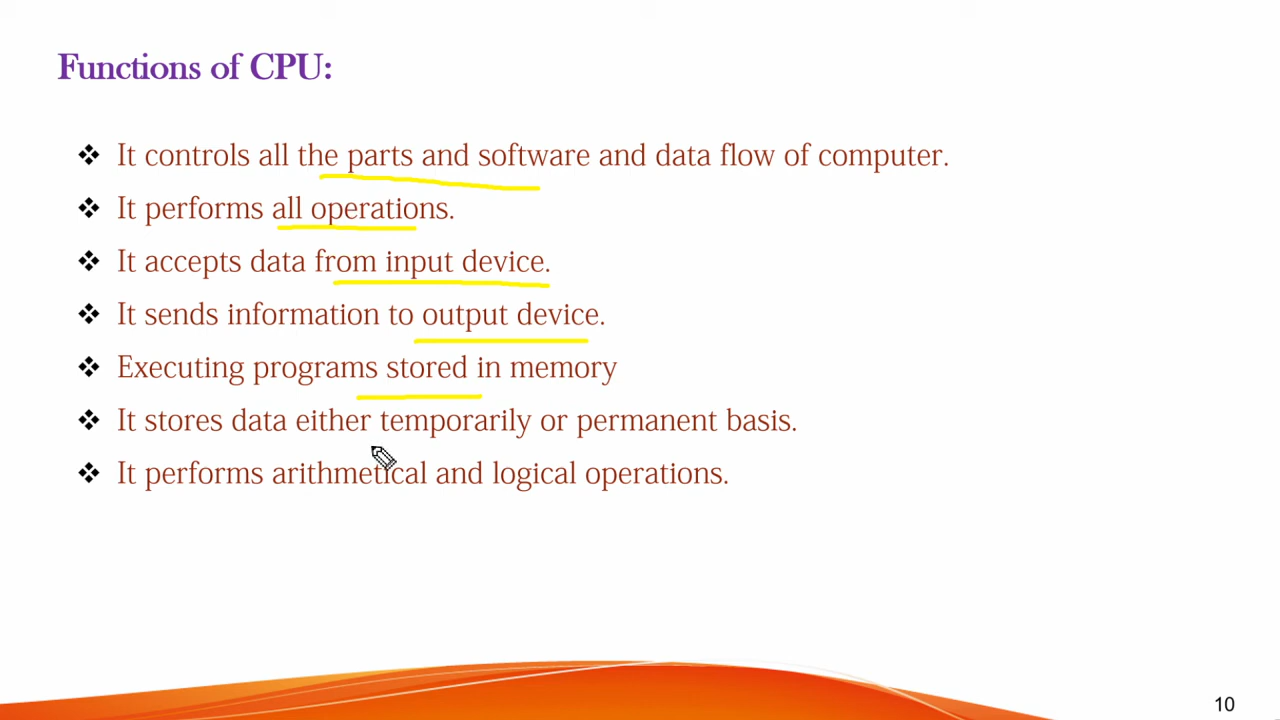 Functions of CPU:
❖ It controls all the parts and software and data flow of computer.
❖ It performs all operations.
❖ It accepts data from input device.
❖ It sends information to output device.
❖ Executing programs stored in memory
❖ It stores data either temporarily or permanent basis.
❖ It performs arithmetical and logical operations.
10